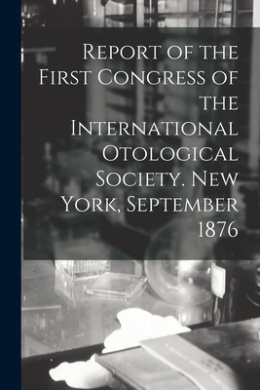 Report of the
First Congress of
the
International
Otological
Society. New
York, September
1876